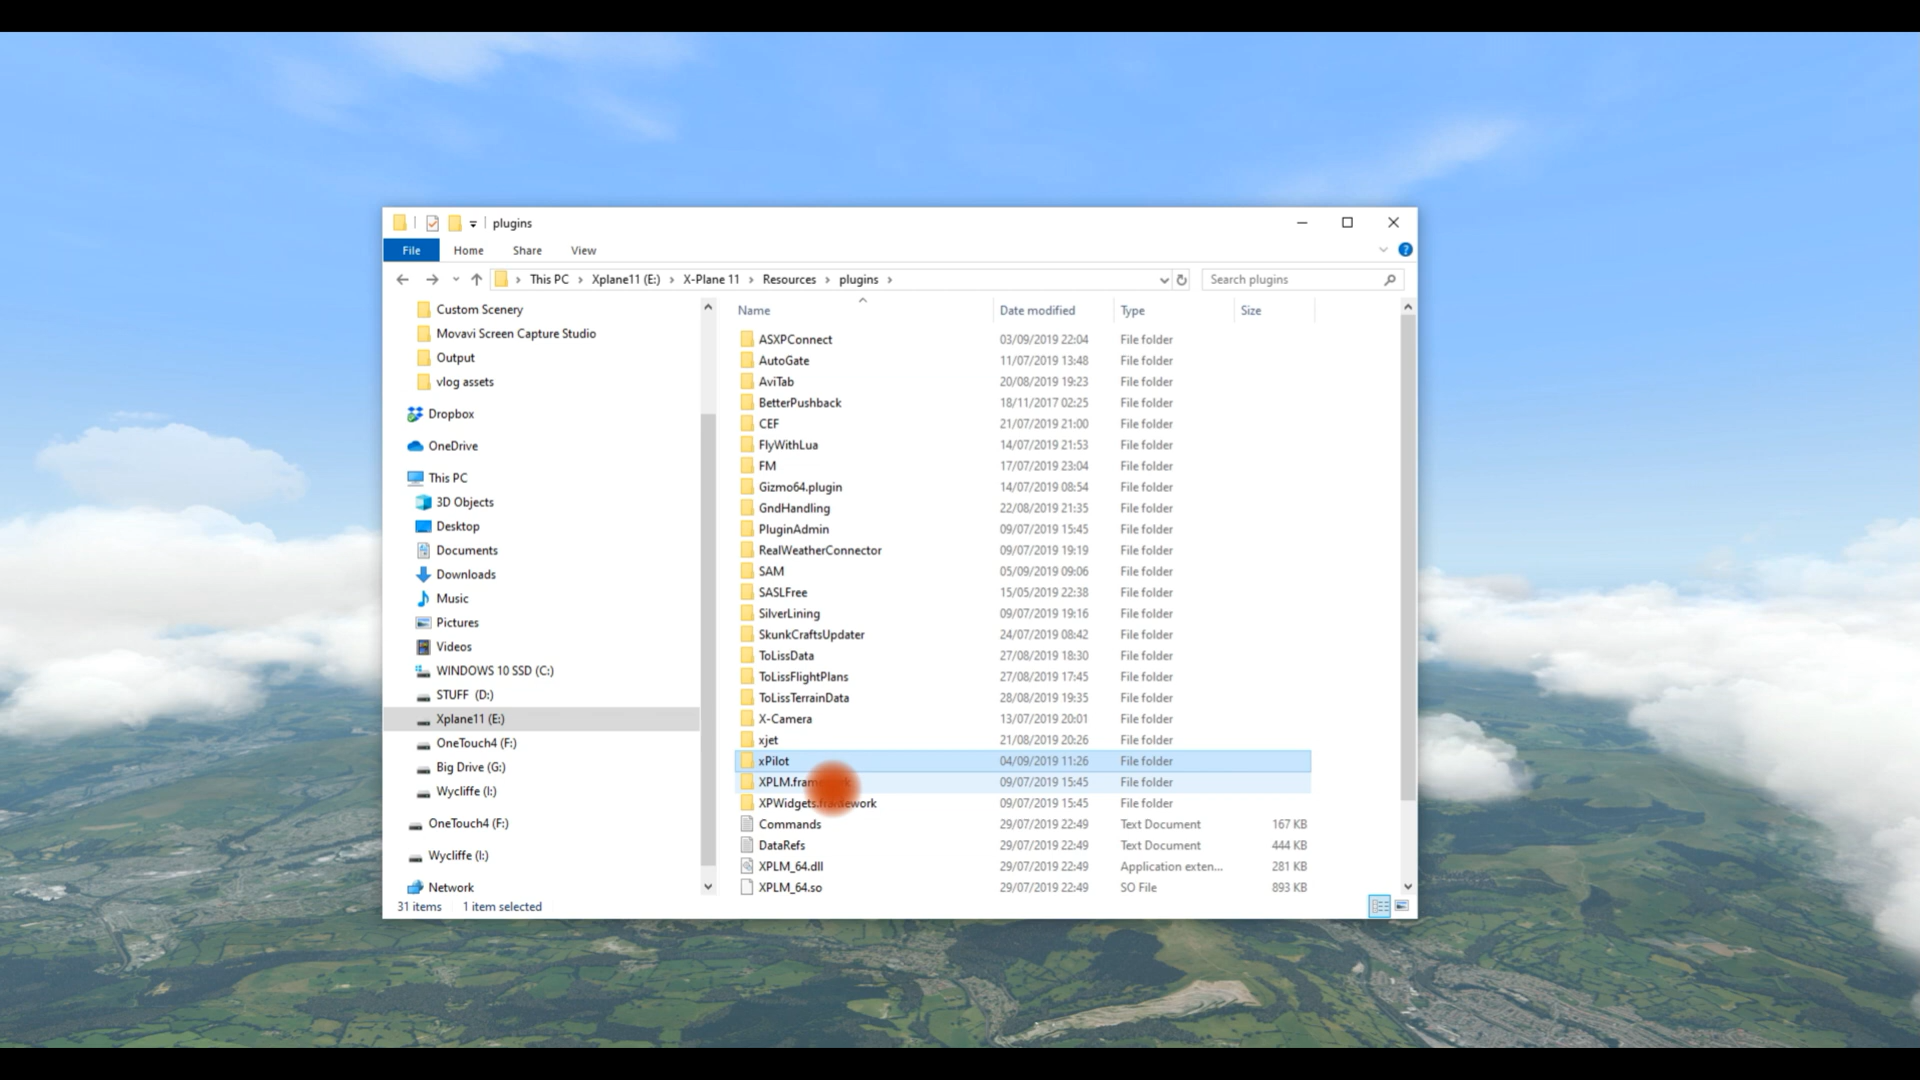 plugins
File Home Share View
This PC Xplane11 (E:) X-Plane 11 Resources plugins Search plugins
Custom Scenery
Movavi Screen Capture Studio
Output
vlog assets
Dropbox
OneDrive
This PC
3D Objects
Desktop
Documents
Downloads
Music
Pictures
Videos
WINDOWS 10 SSD (C:)
STUFF (D:)
Xplane11 (E:)
OneTouch4 (F:)
Big Drive (G:)
Wycliffe (I:)
OneTouch4 (F:)
Wycliffe (I:)
Network
Name Date modified Type Size
ASXPConnect 03/09/2019 22:04 File folder
AutoGate 11/07/2019 13:48 File folder
AviTab 20/08/2019 19:23 File folder
BetterPushback 18/11/2017 02:25 File folder
CEF 21/07/2019 21:00 File folder
FlyWithLua 14/07/2019 21:53 File folder
FM 17/07/2019 23:04 File folder
Gizmo64.plugin 14/07/2019 08:54 File folder
GndHandling 22/08/2019 21:35 File folder
PluginAdmin 09/07/2019 15:45 File folder
RealWeatherConnector 09/07/2019 19:19 File folder
SAM 05/09/2019 09:06 File folder
SASLFree 15/05/2019 22:38 File folder
SilverLining 09/07/2019 19:16 File folder
SkunkCraftsUpdater 24/07/2019 08:42 File folder
ToLissData 27/08/2019 18:30 File folder
ToLissFlightPlans 27/08/2019 17:45 File folder
ToLissTerrainData 28/08/2019 19:35 File folder
X-Camera 13/07/2019 20:01 File folder
xjet 21/08/2019 20:26 File folder
xPilot 04/09/2019 11:26 File folder
XPLM.framework 09/07/2019 15:45 File folder
XPWidgets.framework 09/07/2019 15:45 File folder
Commands 29/07/2019 22:49 Text Document 167 KB
DataRefs 29/07/2019 22:49 Text Document 444 KB
XPLM_64.dll 29/07/2019 22:49 Application exten... 281 KB
XPLM_64.so 29/07/2019 22:49 SO File 893 KB
31 items 1 item selected